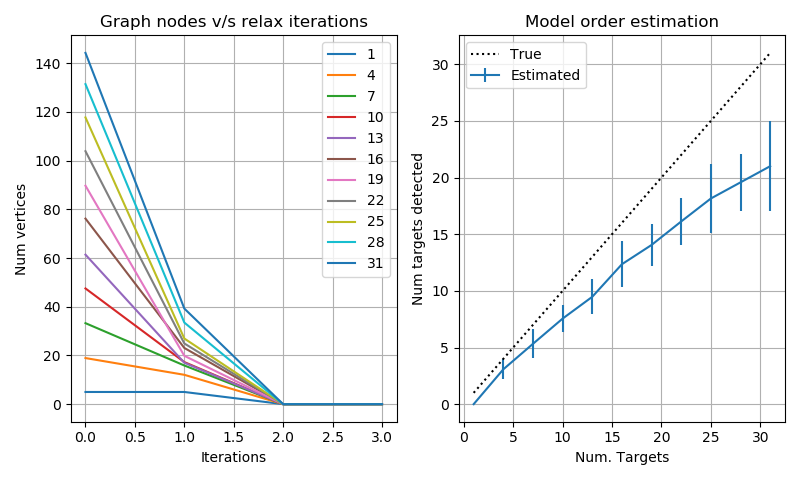 Graph nodes v/s relax iterations
Num vertices
140
120
100
80
60
40
20
0
0.0 0.5 1.0 1.5 2.0 2.5 3.0
Iterations
1
4
7
10
13
16
19
22
25
28
31
Model order estimation
Num targets detected
30
25
20
15
10
5
0
0 5 10 15 20 25 30
Num. Targets
True
Estimated